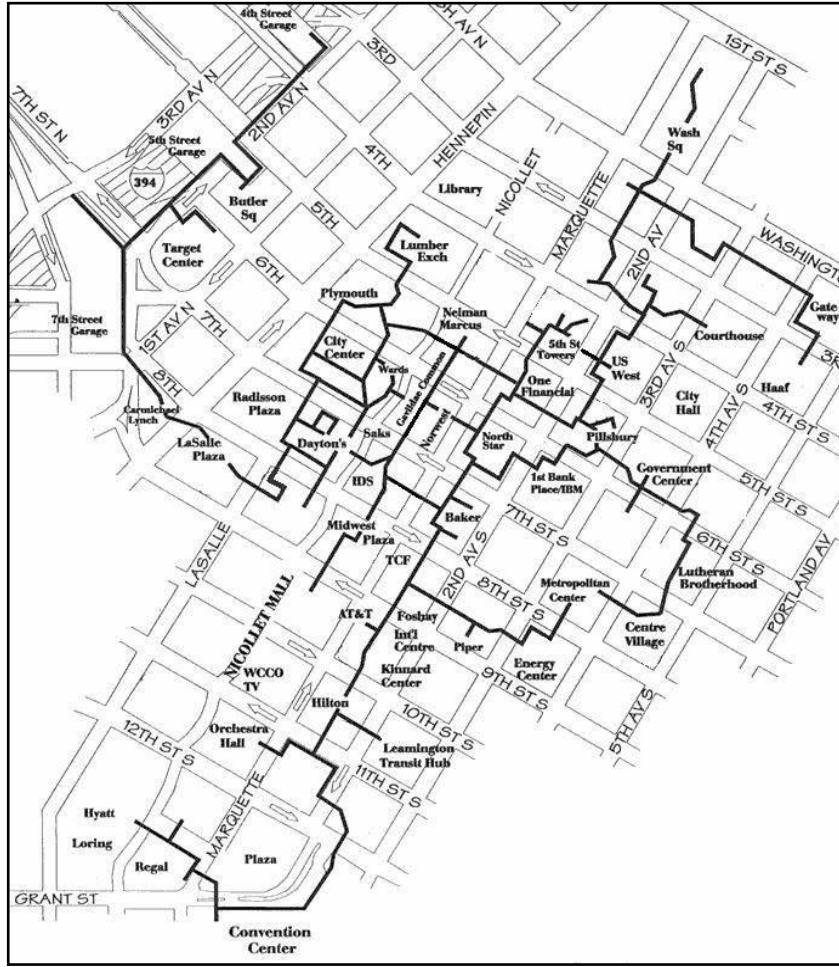 4th Street
Garage
5TH AV N
1ST ST S
7TH ST N
3RD AV N
2ND AV N
3RD
5th Street
Garage
394
4TH
HENNEPIN
Wash
Sq
Butler
Sq
Library
NICOLLET
MARQUETTE
5TH
2ND AV
WASHINGTON
Target
Center
Lumber
Exch
6TH
Plymouth
Neiman
Marcus
Gate
way
7th Street
Garage
1ST AV N
7TH
City
Center
5th St
Towers
US
West
Courthouse
3RD
8TH
Wards
Gavildae Common
One
Financial
3RD AV S
City
Hall
Haaf
4TH AV S
4TH ST S
Radisson
Plaza
Carmichael
Lynch
Saks
Norwest
North
Star
Pillsbury
LaSalle
Plaza
Dayton's
Government
Center
5TH ST S
IDS
1st Bank
Place/IBM
Baker
7TH ST S
6TH ST S
Midwest
Plaza
LASALLE
TCF
2ND AV S
8TH ST S
Metropolitan
Center
Lutheran
Brotherhood
PORTLAND AV
NICOLLET MALL
AT&T
Foshay
Int'l
Centre
Piper
Centre
Village
Energy
Center
Kinnard
Center
9TH ST S
WCCO
TV
Hilton
5TH AV S
12TH ST S
Orchestra
Hall
10TH ST S
Leamington
Transit Hub
11TH ST S
MARQUETTE
Hyatt
Loring
Regal
Plaza
GRANT ST
Convention
Center